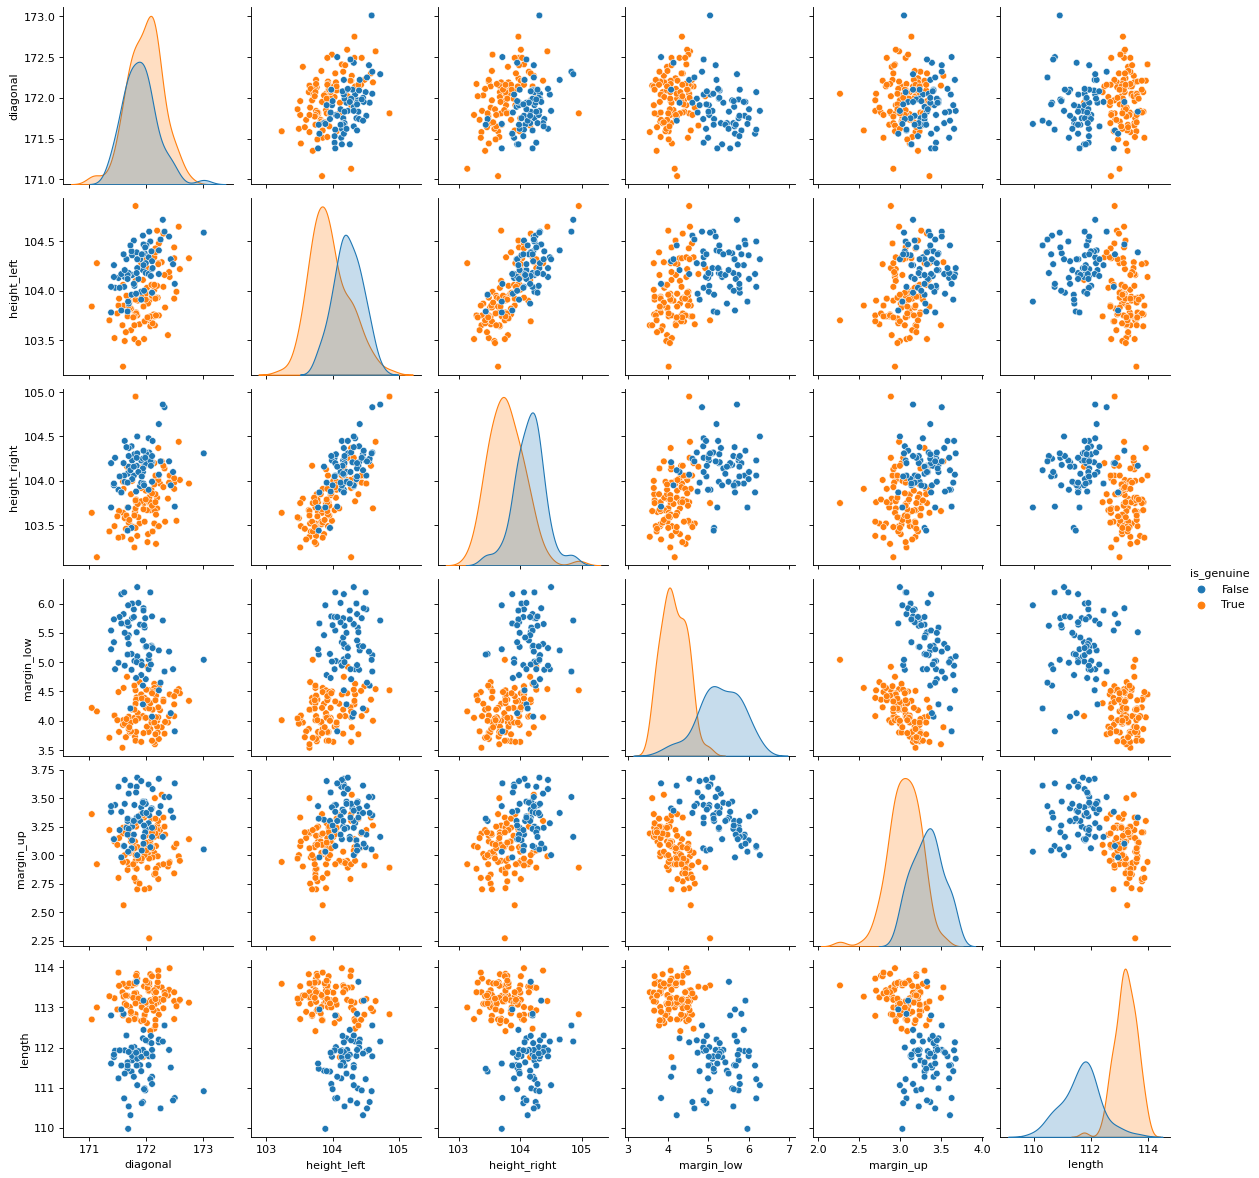 173.0
172.5
172.0
171.5
171.0
diagonal
104.5
104.0
103.5
height_left
105.0
104.5
104.0
103.5
height_right
6.0
5.5
5.0
4.5
4.0
3.5
margin_low
is_genuine
False
True
3.75
3.50
3.25
3.00
2.75
2.50
2.25
margin_up
114
113
112
111
110
length
171 172 173 103 104 105 103 104 105 3 4 5 6 7 2.0 2.5 3.0 3.5 4.0 110 112 114
diagonal height_left height_right margin_low margin_up length